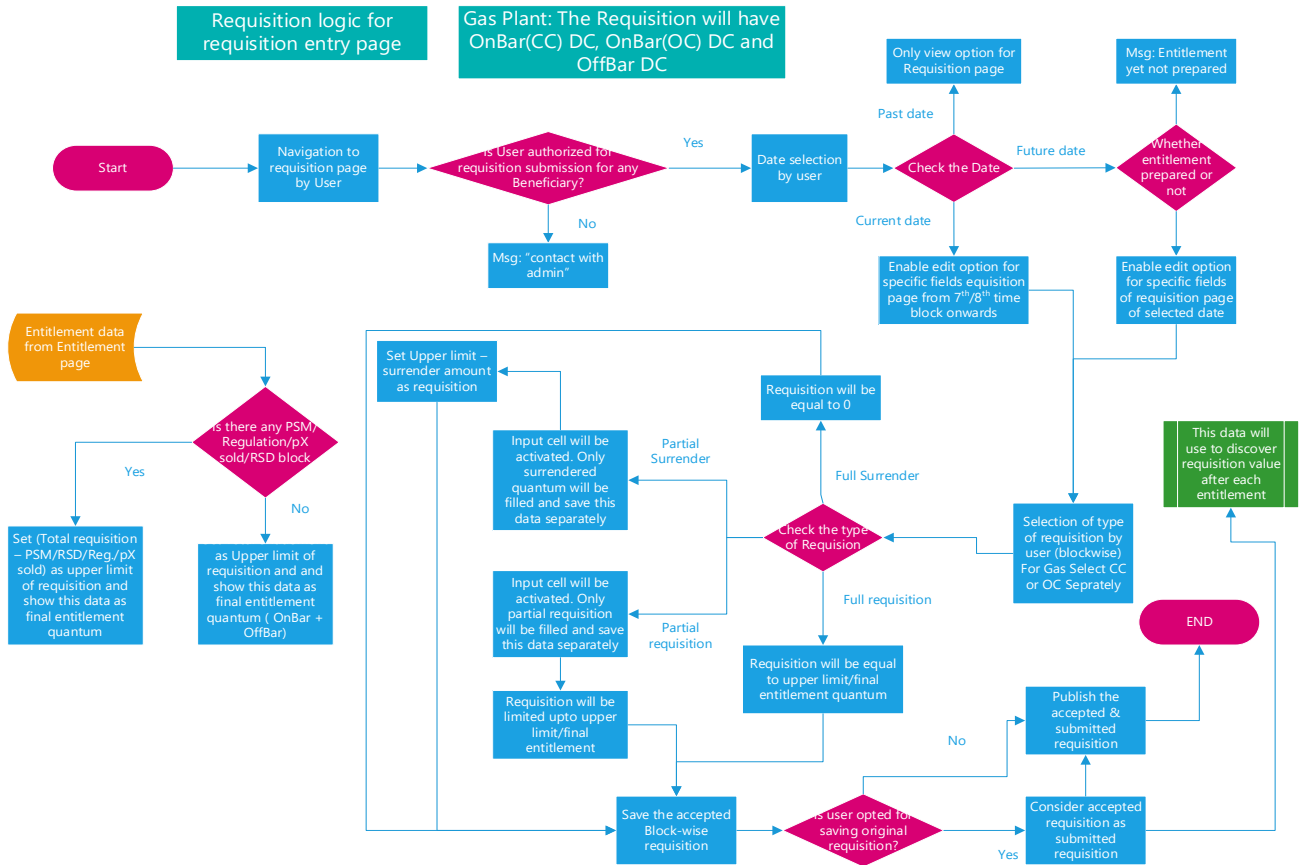 Requisition logic for
requisition entry page
Gas Plant: The Requisition will have
OnBar(CC) DC, OnBar(OC) DC and
OffBar DC
Only view option for
Requisition page
Msg: Entitlement
yet not prepared
Past date
Start
Navigation to
requisition page
by User
Is User authorized for
requisition submission for any
Beneficiary?
Yes
Date selection
by user
Check the Date
Future date
Whether
entitlement
prepared or
not
No
Current date
Msg: “contact with
admin”
Enable edit option for
specific fields equisition
page from 7th/8th time
block onwards
Enable edit option
for specific fields
of requisition page
of selected date
Entitlement data
from Entitlement
page
Set Upper limit –
surrender amount
as requisition
Requisition will be
equal to 0
Is there any PSM/
Regulation/pX
sold/RSD block
Yes
No
Input cell will be
activated. Only
surrendered
quantum will be
filled and save this
data separately
Partial
Surrender
Full Surrender
This data will
use to discover
requisition value
after each
entitlement
Set (Total requisition
– PSM/RSD/Reg./pX
sold) as upper limit
of requisition and
show this data as
final entitlement
quantum
as Upper limit of
requisition and and
show this data as
final entitlement
quantum ( OnBar +
OffBar)
Check the type
of Requision
Selection of type
of requisition by
user (blockwise)
For Gas Select CC
or OC Seprately
Input cell will be
activated. Only
partial requisition
will be filled and save
this data separately
Partial
requisition
Full requisition
END
Requisition will be
limited upto upper
limit/final
entitlement
Requisition will be equal
to upper limit/final
entitlement quantum
Publish the
accepted &
submitted
requisition
No
Save the accepted
Block-wise
requisition
Is user opted for
saving original
requisition?
Yes
Consider accepted
requisition as
submitted
requisition